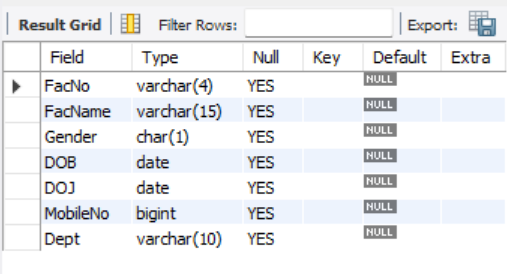 Result Grid Filter Rows: Export:
Field Type Null Key Default Extra
FacNo varchar(4) YES NULL
FacName varchar(15) YES NULL
Gender char(1) YES NULL
DOB date YES NULL
DOJ date YES NULL
MobileNo bigint YES NULL
Dept varchar(10) YES NULL